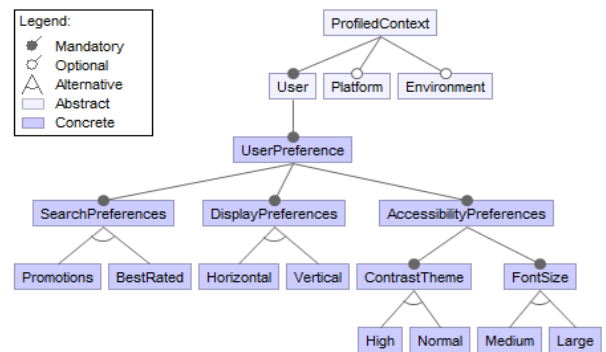 Legend:
Mandatory
Optional
Alternative
Abstract
Concrete
ProfiledContext
User Platform Environment
UserPreference
SearchPreferences DisplayPreferences AccessibilityPreferences
Promotions BestRated Horizontal Vertical ContrastTheme FontSize
High Normal Medium Large